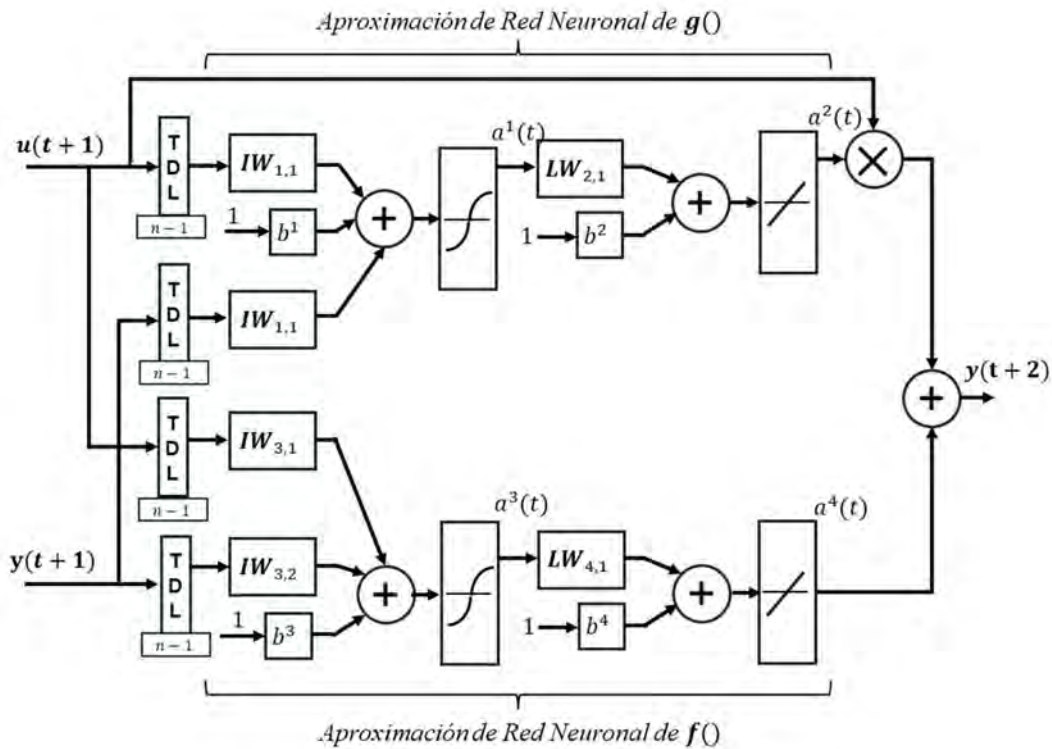 Aproximación de Red Neuronal de g()
u(t + 1)
T D L
n − 1
IW1,1
1
b¹
a¹(t)
LW2,1
1
b²
a²(t)
T D L
n − 1
IW1,1
T D L
n − 1
IW3,1
y(t + 2)
y(t + 1)
T D L
n − 1
IW3,2
1
b³
a³(t)
LW4,1
1
b⁴
a⁴(t)
Aproximación de Red Neuronal de f()